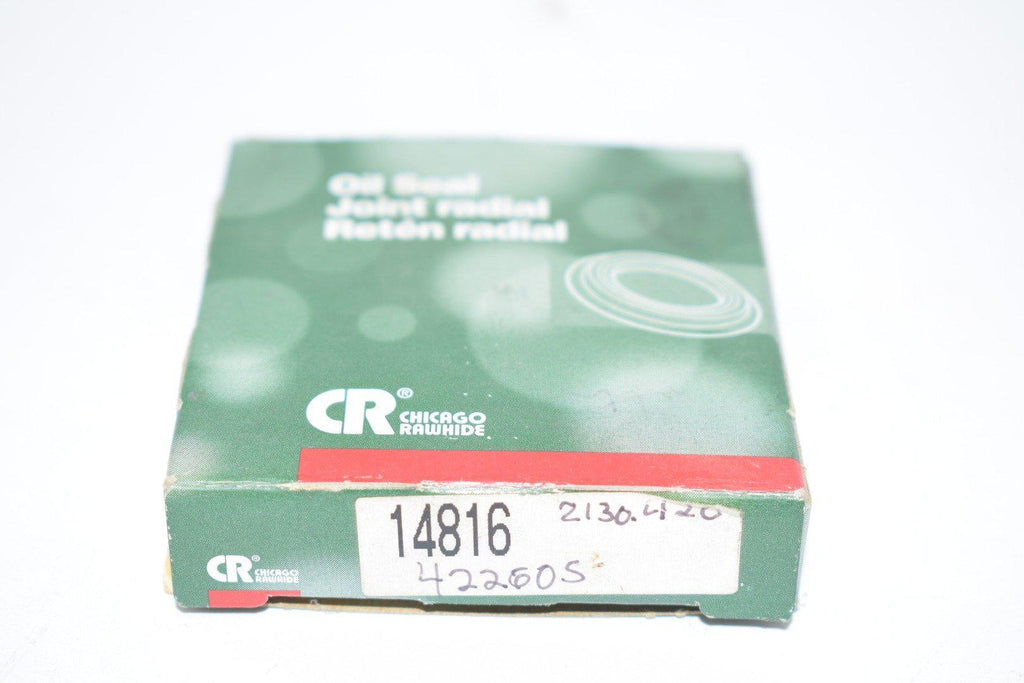 Oil Seal
Joint radial
Retén radial
CR®
CHICAGO
RAWHIDE
14816
2130.420
42260S
CR®
CHICAGO
RAWHIDE